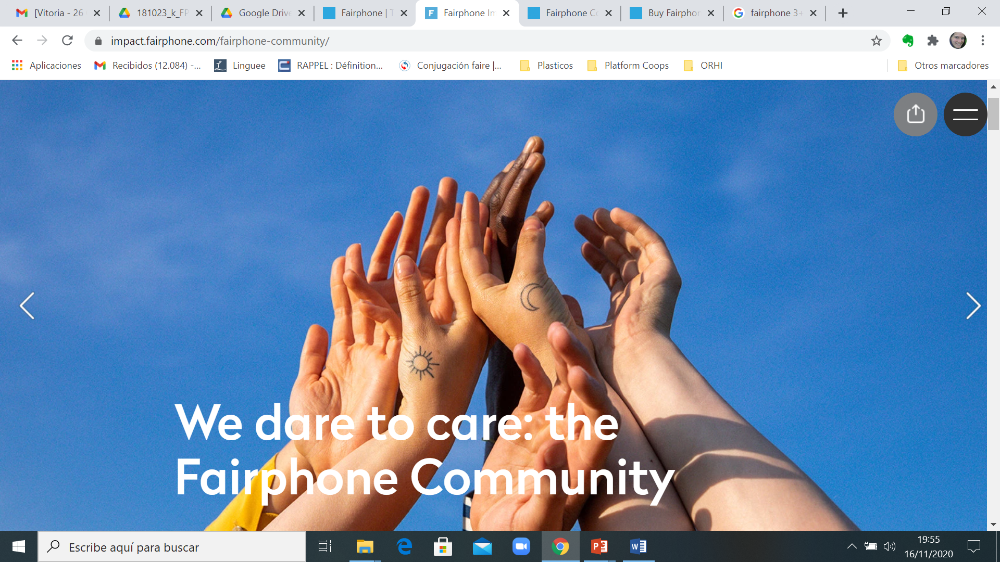 [Vitoria - 26
181023_k_FP
Google Drive
Fairphone | T
Fairphone Im
Fairphone Co
Buy Fairphon
fairphone 3+
impact.fairphone.com/fairphone-community/
Aplicaciones
Recibidos (12.084) -...
Linguee
RAPPEL : Définition...
Conjugación faire |...
Plasticos
Platform Coops
ORHI
Otros marcadores
We dare to care: the
Fairphone Community
Escribe aquí para buscar
19:55
16/11/2020